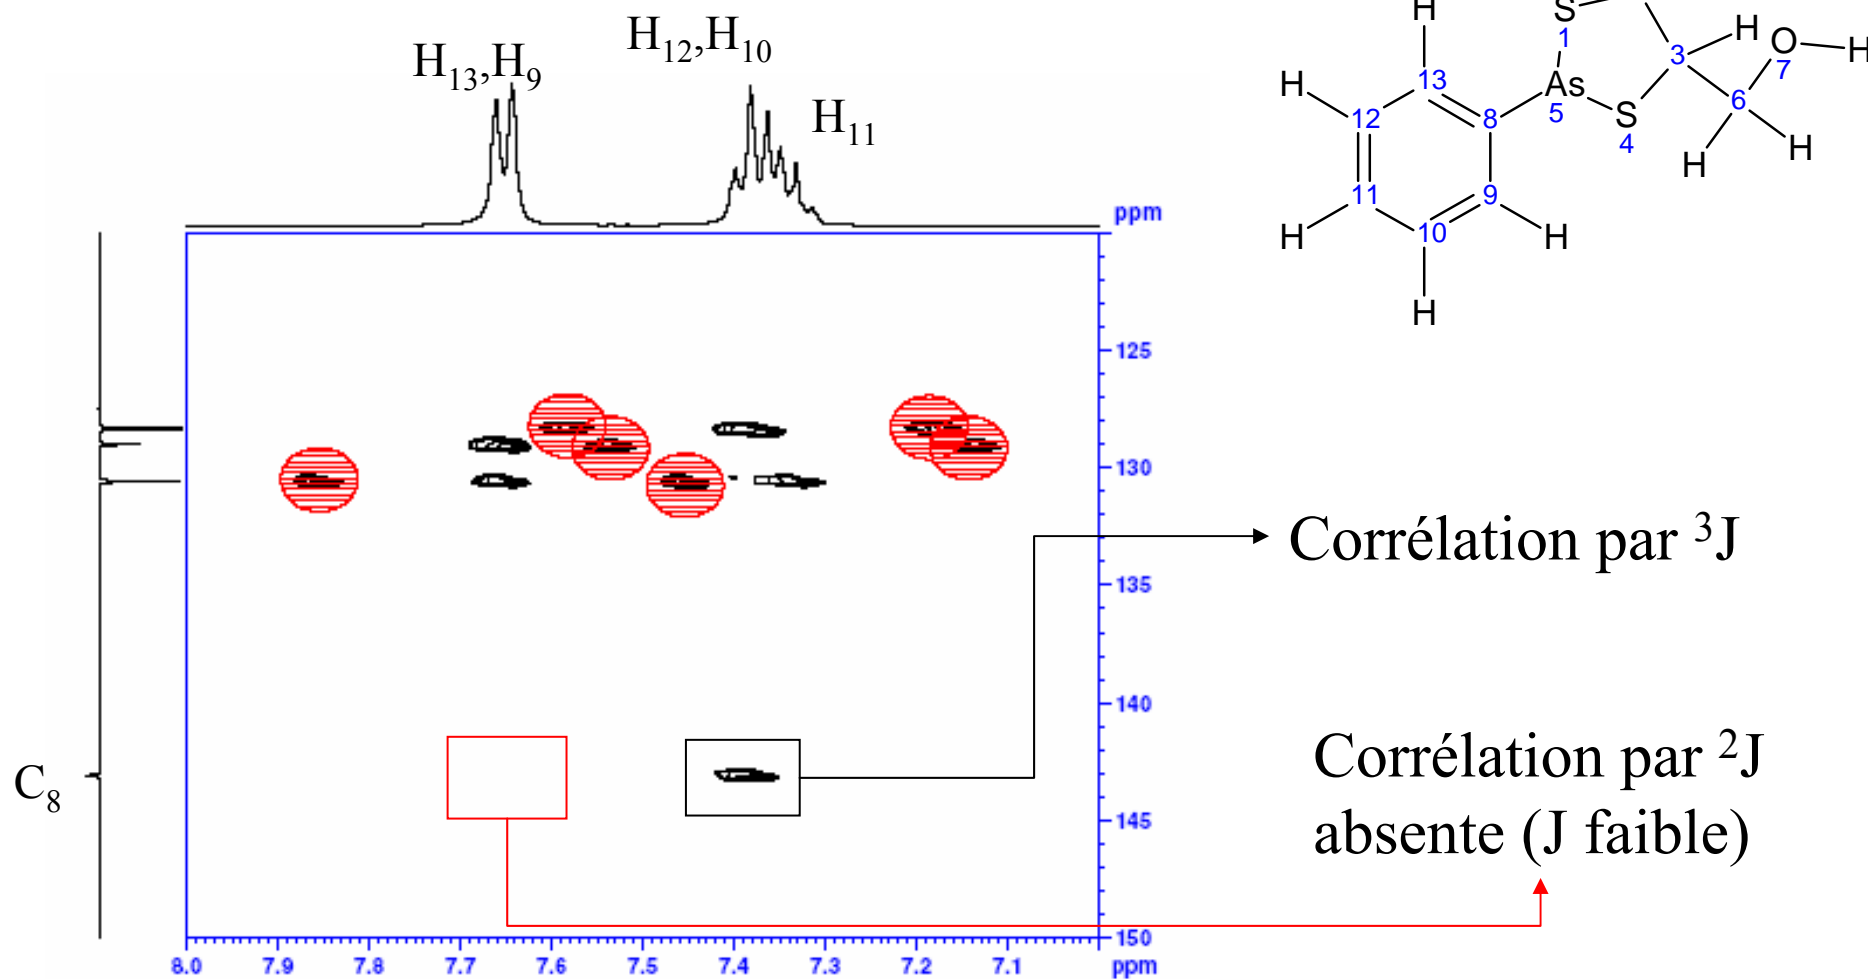 H₁₃,H₉
H₁₂,H₁₀
H₁₁
C₈
ppm
125
130
135
140
145
150
8.0 7.9 7.8 7.7 7.6 7.5 7.4 7.3 7.2 7.1 ppm
H
S
1
H
O
7
H
3
H
13
As
5
6
12
8
S
4
H
H
11
9
H
10
H
H
Corrélation par ³J
Corrélation par ²J
absente (J faible)